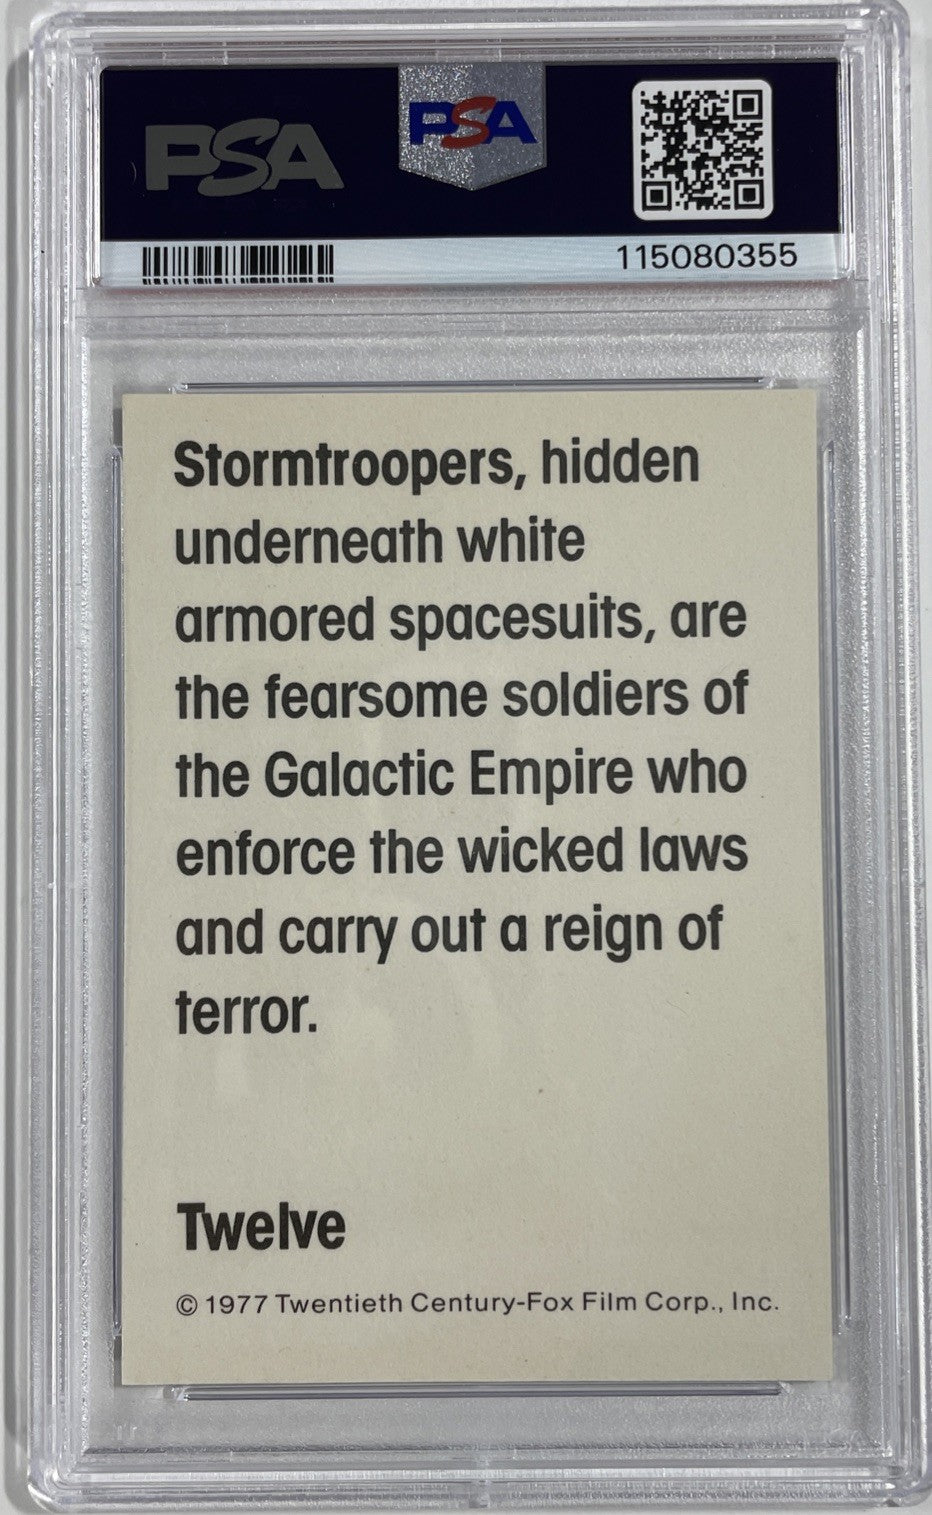 PSA
PSA
115080355
Stormtroopers, hidden
underneath white
armored spacesuits, are
the fearsome soldiers of
the Galactic Empire who
enforce the wicked laws
and carry out a reign of
terror.
Twelve
© 1977 Twentieth Century-Fox Film Corp., Inc.